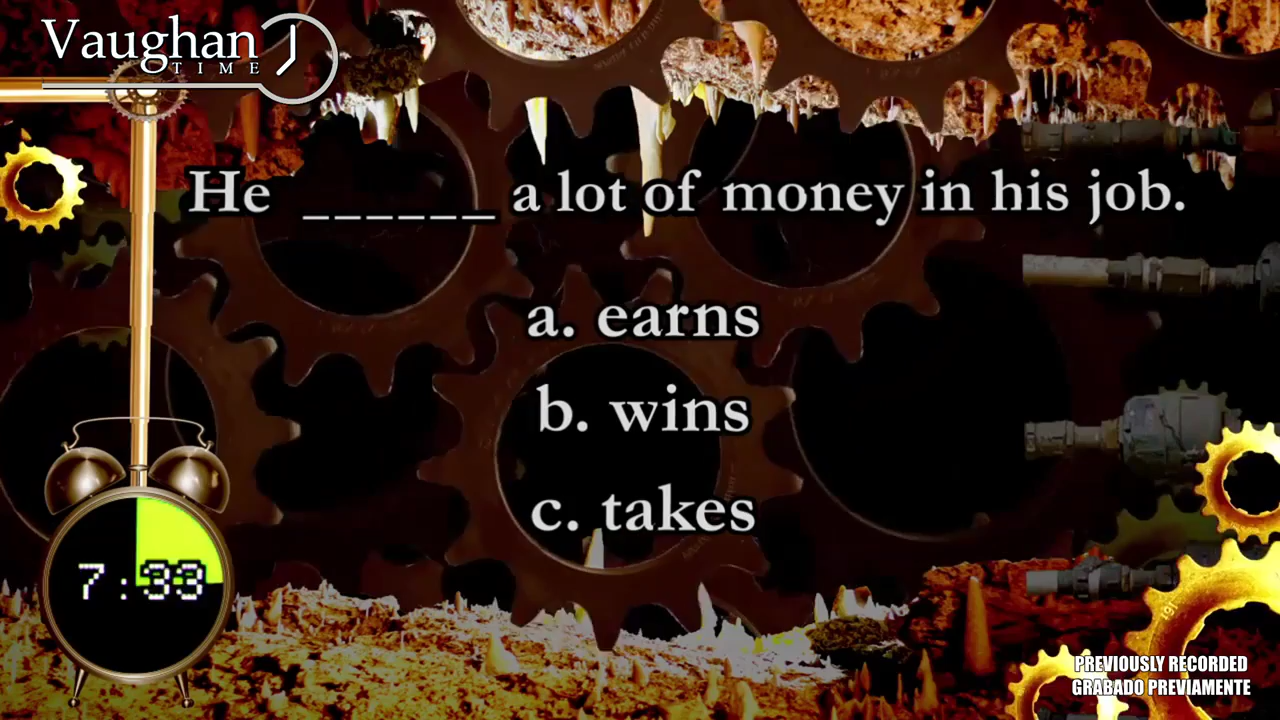 Vaughan
TIME
He ______ a lot of money in his job.
a. earns
b. wins
c. takes
7:33
PREVIOUSLY RECORDED
GRABADO PREVIAMENTE